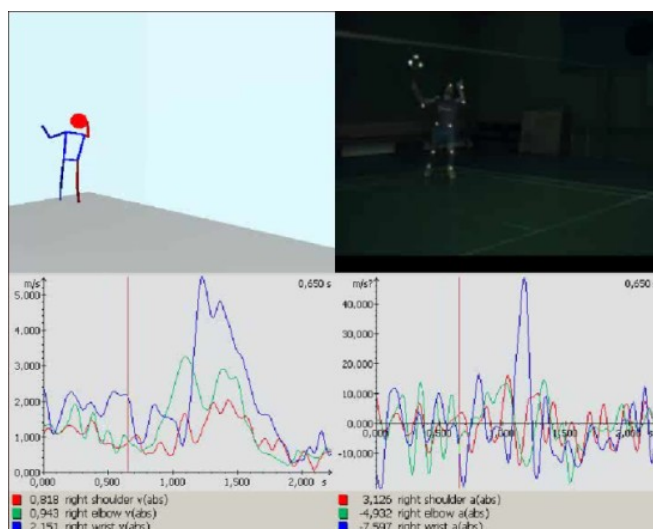 m/s
0,650 s
5,000
4,000
3,000
2,000
1,000
0,000
0,000 0,500 1,000 1,500 2,000 s
0,818 right shoulder v(abs)
0,943 right elbow v(abs)
2,151 right wrist v(abs)
m/s?
0,650
40,000
30,000
20,000
10,000
0,000
-10,000
3,126 right shoulder a(abs)
-4,932 right elbow a(abs)
-7,597 right wrist a(abs)